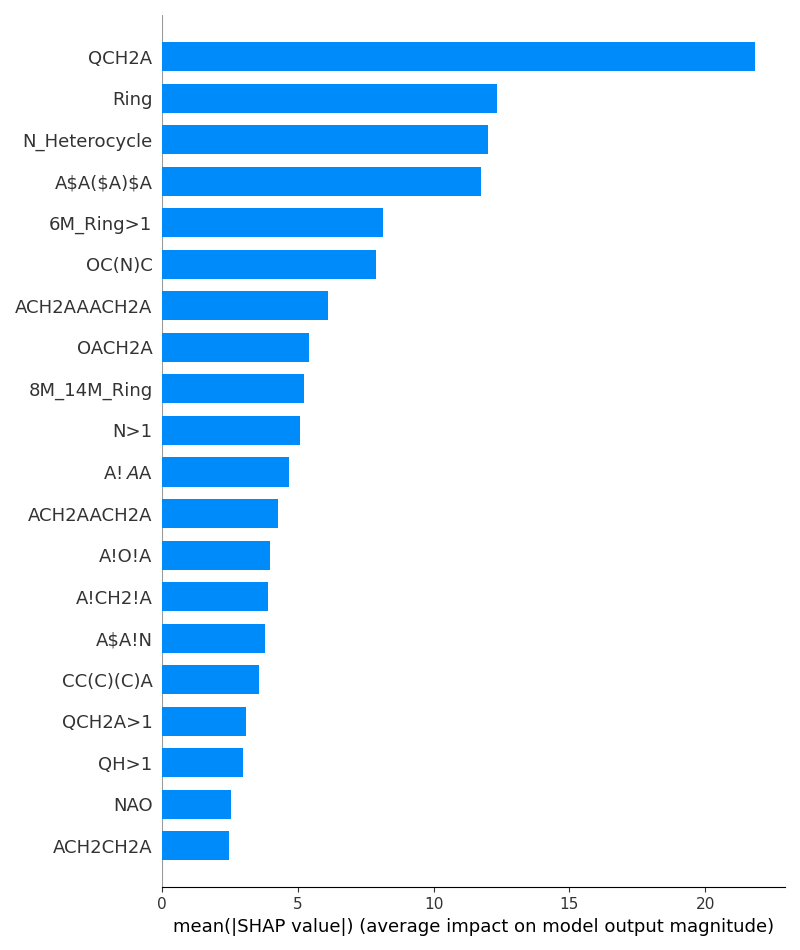 QCH2A
Ring
N_Heterocycle
A$A($A)$A
6M_Ring>1
OC(N)C
ACH2AAACH2A
OACH2A
8M_14M_Ring
N>1
A! AA
ACH2AACH2A
A!O!A
A!CH2!A
A$A!N
CC(C)(C)A
QCH2A>1
QH>1
NAO
ACH2CH2A
0 5 10 15 20
mean(|SHAP value|) (average impact on model output magnitude)